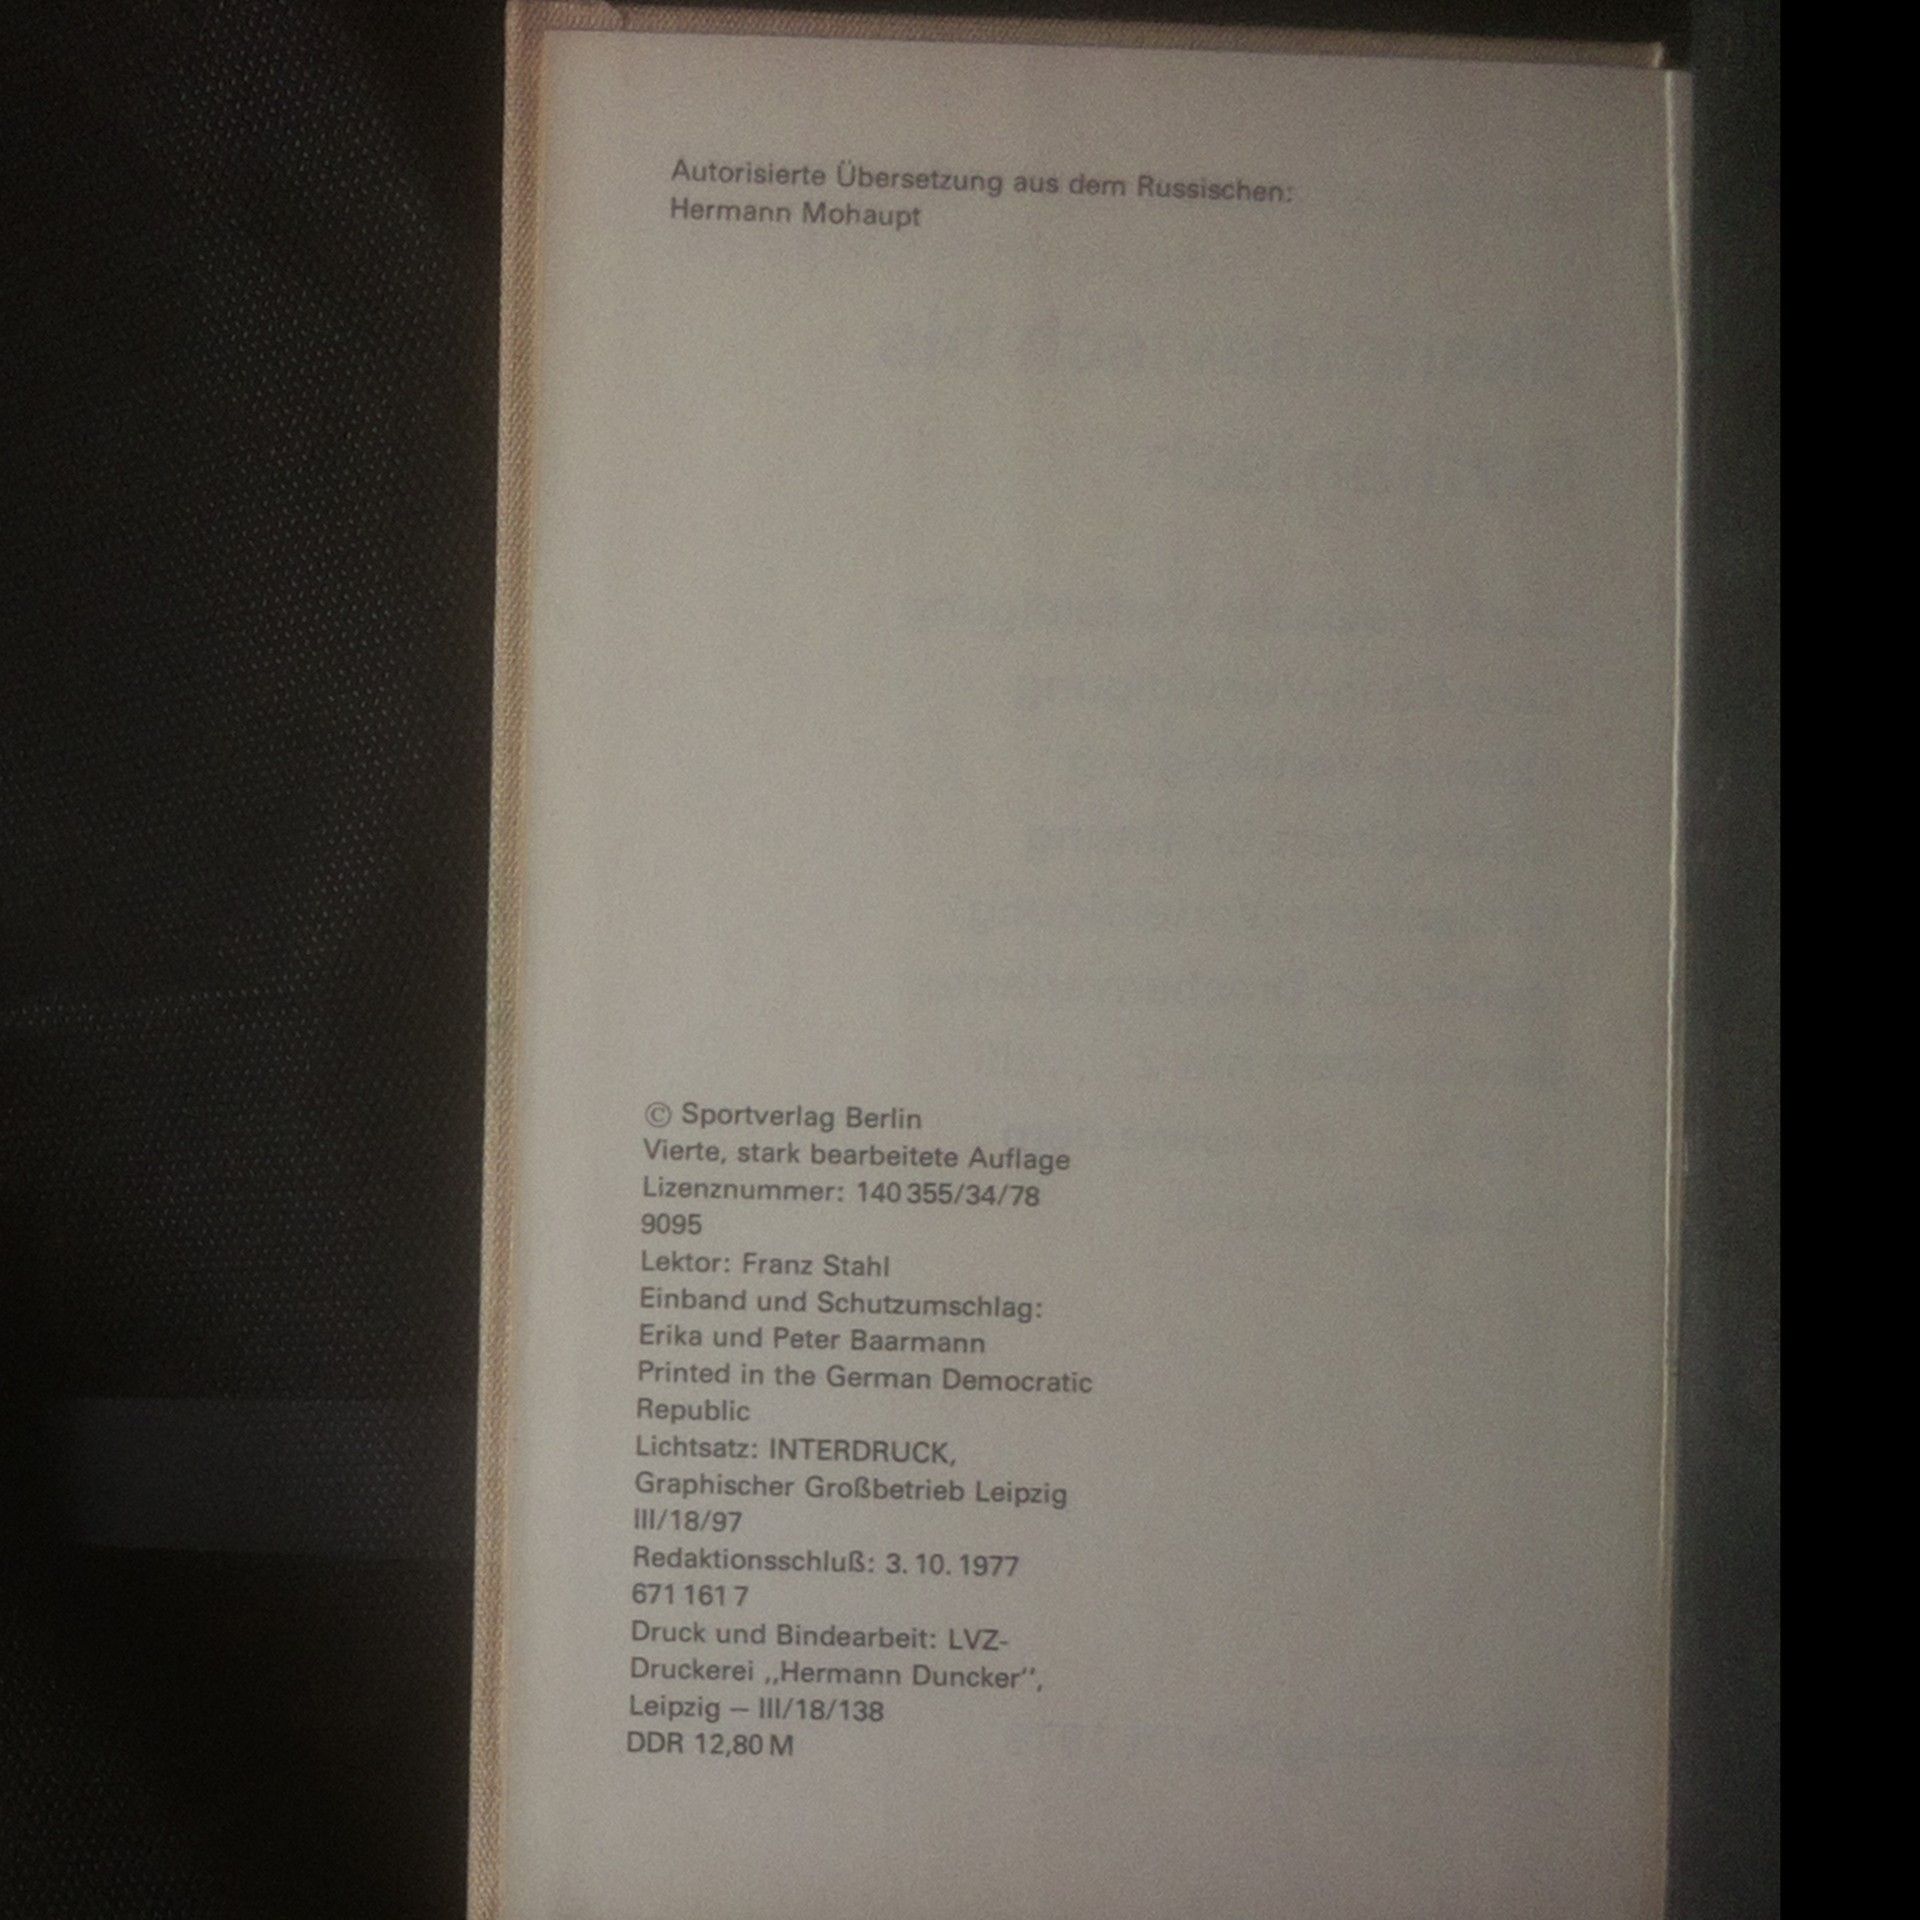 Autorisierte Übersetzung aus dem Russischen:
Hermann Mohaupt
© Sportverlag Berlin
Vierte, stark bearbeitete Auflage
Lizenznummer: 140 355/34/78
9095
Lektor: Franz Stahl
Einband und Schutzumschlag:
Erika und Peter Baarmann
Printed in the German Democratic
Republic
Lichtsatz: INTERDRUCK,
Graphischer Großbetrieb Leipzig
III/18/97
Redaktionsschluß: 3. 10. 1977
671 161 7
Druck und Bindearbeit: LVZ-
Druckerei ,,Hermann Duncker'',
Leipzig – III/18/138
DDR 12,80 M